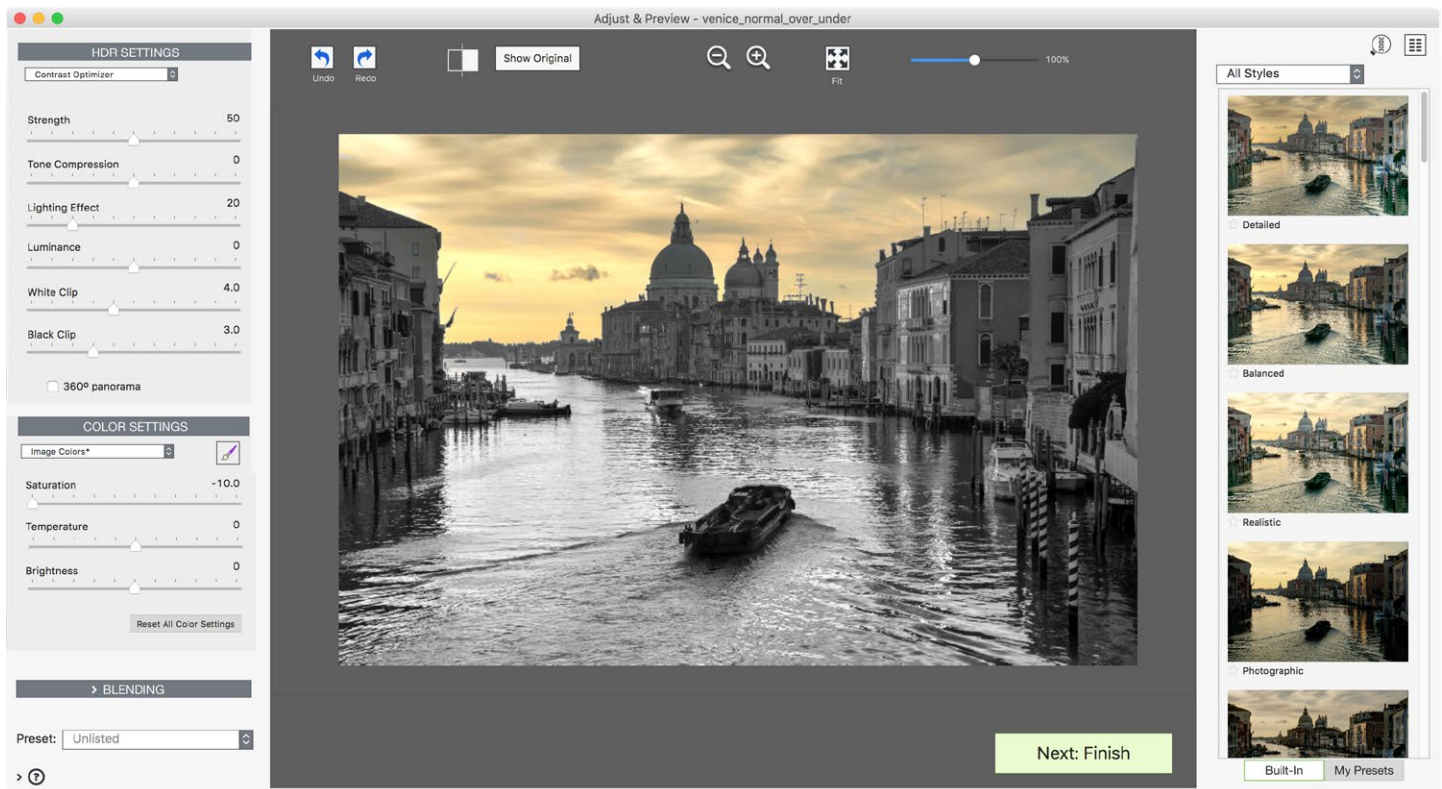 Adjust & Preview - venice_normal_over_under
HDR SETTINGS
Contrast Optimizer
Strength 50
Tone Compression 0
Lighting Effect 20
Luminance 0
White Clip 4.0
Black Clip 3.0
360º panorama
COLOR SETTINGS
Image Colors*
Saturation -10.0
Temperature 0
Brightness 0
Reset All Color Settings
> BLENDING
Preset: Unlisted
> ?
Undo Redo
Show Original
Fit
100%
Next: Finish
All Styles
Detailed
Balanced
Realistic
Photographic
Built-In My Presets